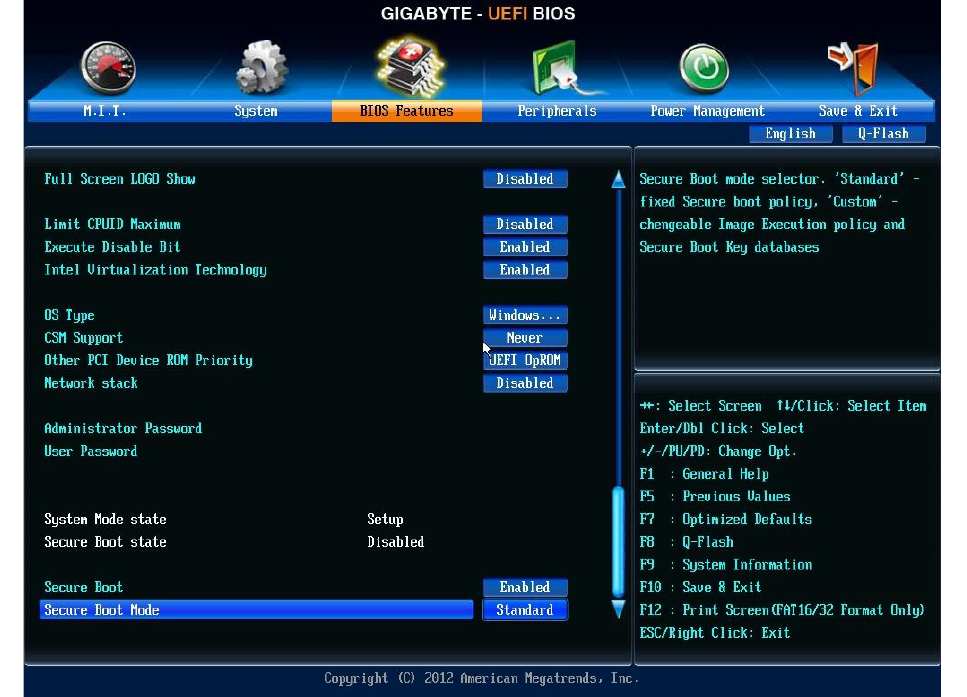 GIGABYTE - UEFI BIOS
M.I.T. System BIOS Features Peripherals Power Management Save & Exit
English Q-Flash
Full Screen LOGO Show Disabled
Limit CPUID Maximum Disabled
Execute Disable Bit Enabled
Intel Virtualization Technology Enabled
OS Type Windows...
CSM Support Never
Other PCI Device ROM Priority UEFI OpROM
Network stack Disabled
Administrator Password
User Password
System Mode state Setup
Secure Boot state Disabled
Secure Boot Enabled
Secure Boot Mode Standard
Secure Boot mode selector. 'Standard' -
fixed Secure boot policy, 'Custom' -
chengeable Image Execution policy and
Secure Boot Key databases
→←: Select Screen ↑↓/Click: Select Item
Enter/Dbl Click: Select
+/-/PU/PD: Change Opt.
F1 : General Help
F5 : Previous Values
F7 : Optimized Defaults
F8 : Q-Flash
F9 : System Information
F10 : Save & Exit
F12 : Print Screen(FAT16/32 Format Only)
ESC/Right Click: Exit
Copyright (C) 2012 American Megatrends, Inc.